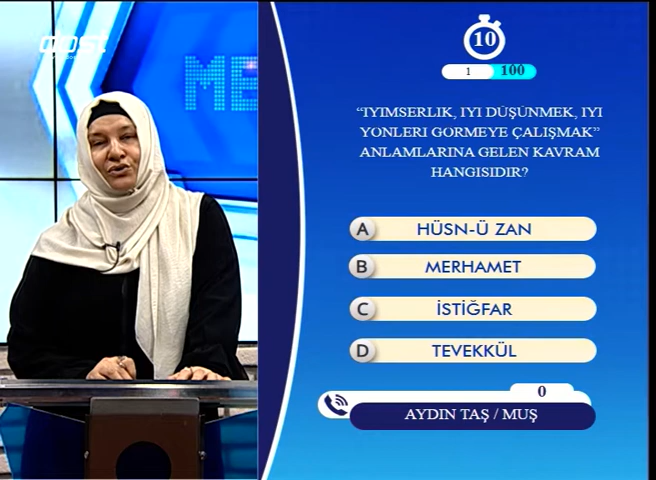 dost
ME
10
1 100
“IYIMSERLIK, IYI DÜŞÜNMEK, IYI
YONLERI GORMEYE ÇALIŞMAK”
ANLAMLARINA GELEN KAVRAM
HANGISIDIR?
A HÜSN-Ü ZAN
B MERHAMET
C İSTİĞFAR
D TEVEKKÜL
0
AYDIN TAŞ / MUŞ